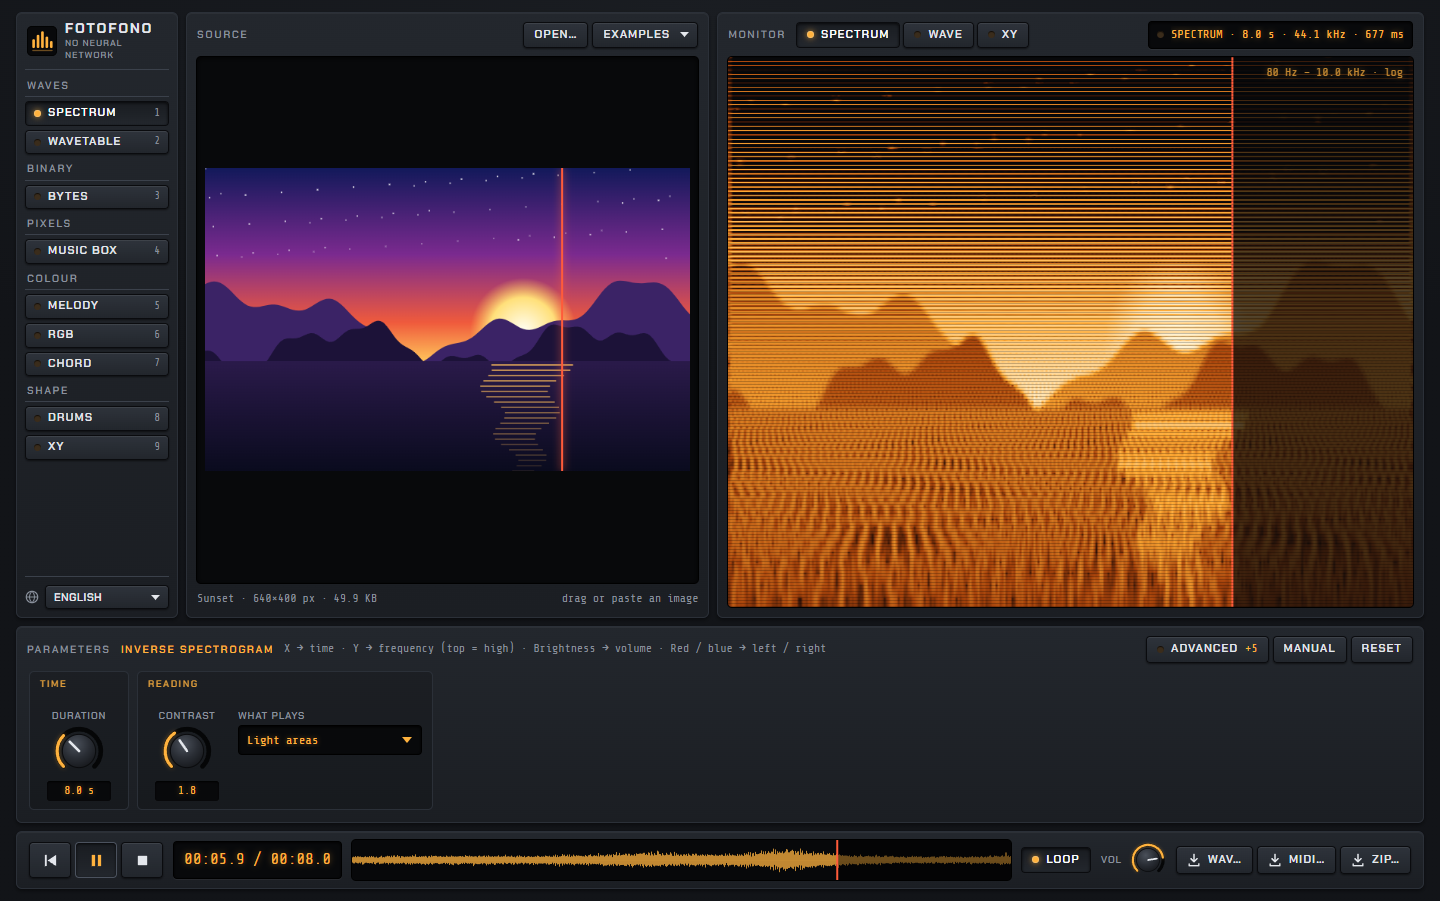 FOTOFONO
NO NEURAL
NETWORK
WAVES
SPECTRUM 1
WAVETABLE 2
BINARY
BYTES 3
PIXELS
MUSIC BOX 4
COLOUR
MELODY 5
RGB 6
CHORD 7
SHAPE
DRUMS 8
XY 9
ENGLISH
SOURCE
OPEN…
EXAMPLES
Sunset · 640×400 px · 49.9 KB
drag or paste an image
MONITOR
SPECTRUM
WAVE
XY
SPECTRUM · 8.0 s · 44.1 kHz · 677 ms
80 Hz – 10.0 kHz · log
PARAMETERS
INVERSE SPECTROGRAM
X → time · Y → frequency (top = high) · Brightness → volume · Red / blue → left / right
ADVANCED +5
MANUAL
RESET
TIME
DURATION
8.0 s
READING
CONTRAST
1.8
WHAT PLAYS
Light areas
00:05.9 / 00:08.0
LOOP
VOL
WAV…
MIDI…
ZIP…